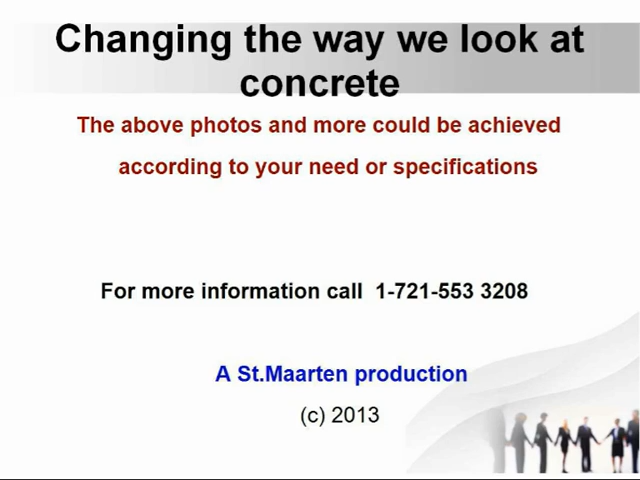 Changing the way we look at
concrete
The above photos and more could be achieved
according to your need or specifications
For more information call 1-721-553 3208
A St.Maarten production
(c) 2013